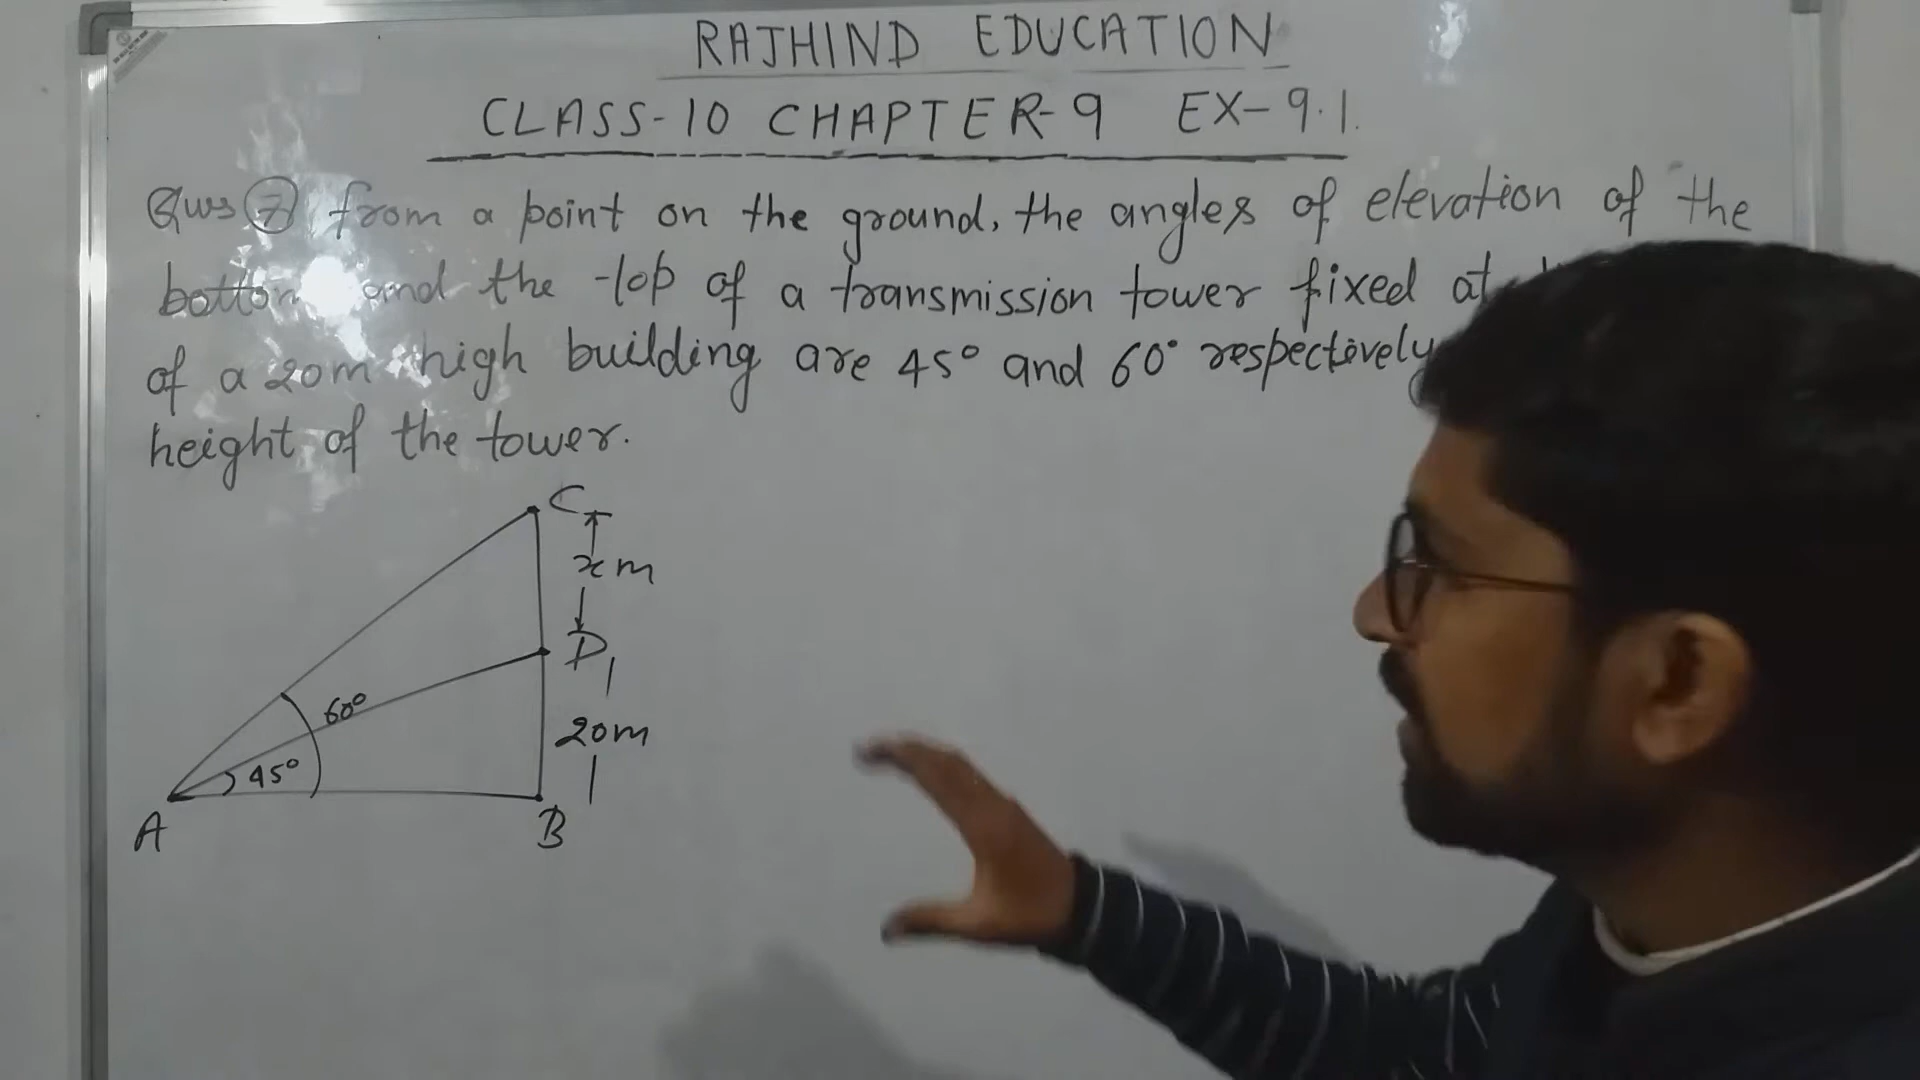 RAJHIND EDUCATION
CLASS-10 CHAPTER-9 EX-9.1.
Qus 7 from a point on the ground, the angles of elevation of the
bottom and the top of a transmission tower fixed at
of a 20m high building are 45° and 60° respectively
height of the tower.
C
xm
D
60°
20m
45°
A B